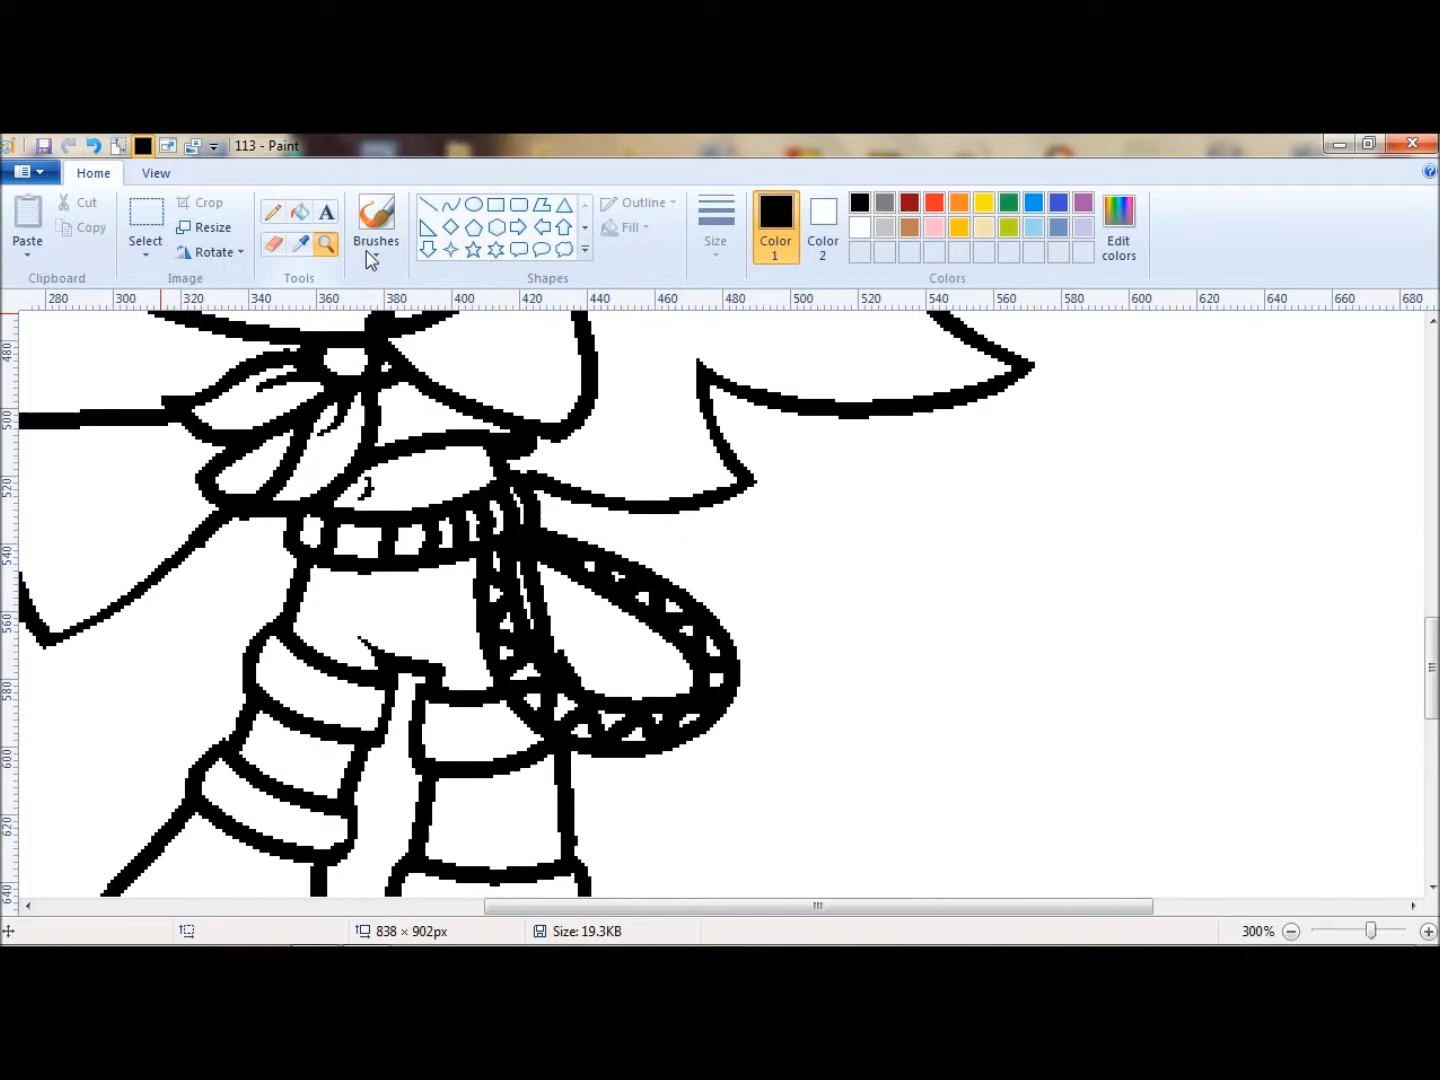 113 - Paint
Home View
Paste Cut Copy Clipboard
Select Crop Resize Rotate Image
A Tools
Brushes
Outline Fill Shapes
Size
Color 1 Color 2 Edit colors Colors
280 300 320 340 360 380 400 420 440 460 480 500 520 540 560 580 600 620 640 660 680
480
500
520
540
560
580
600
620
640
838 × 902px Size: 19.3KB 300%